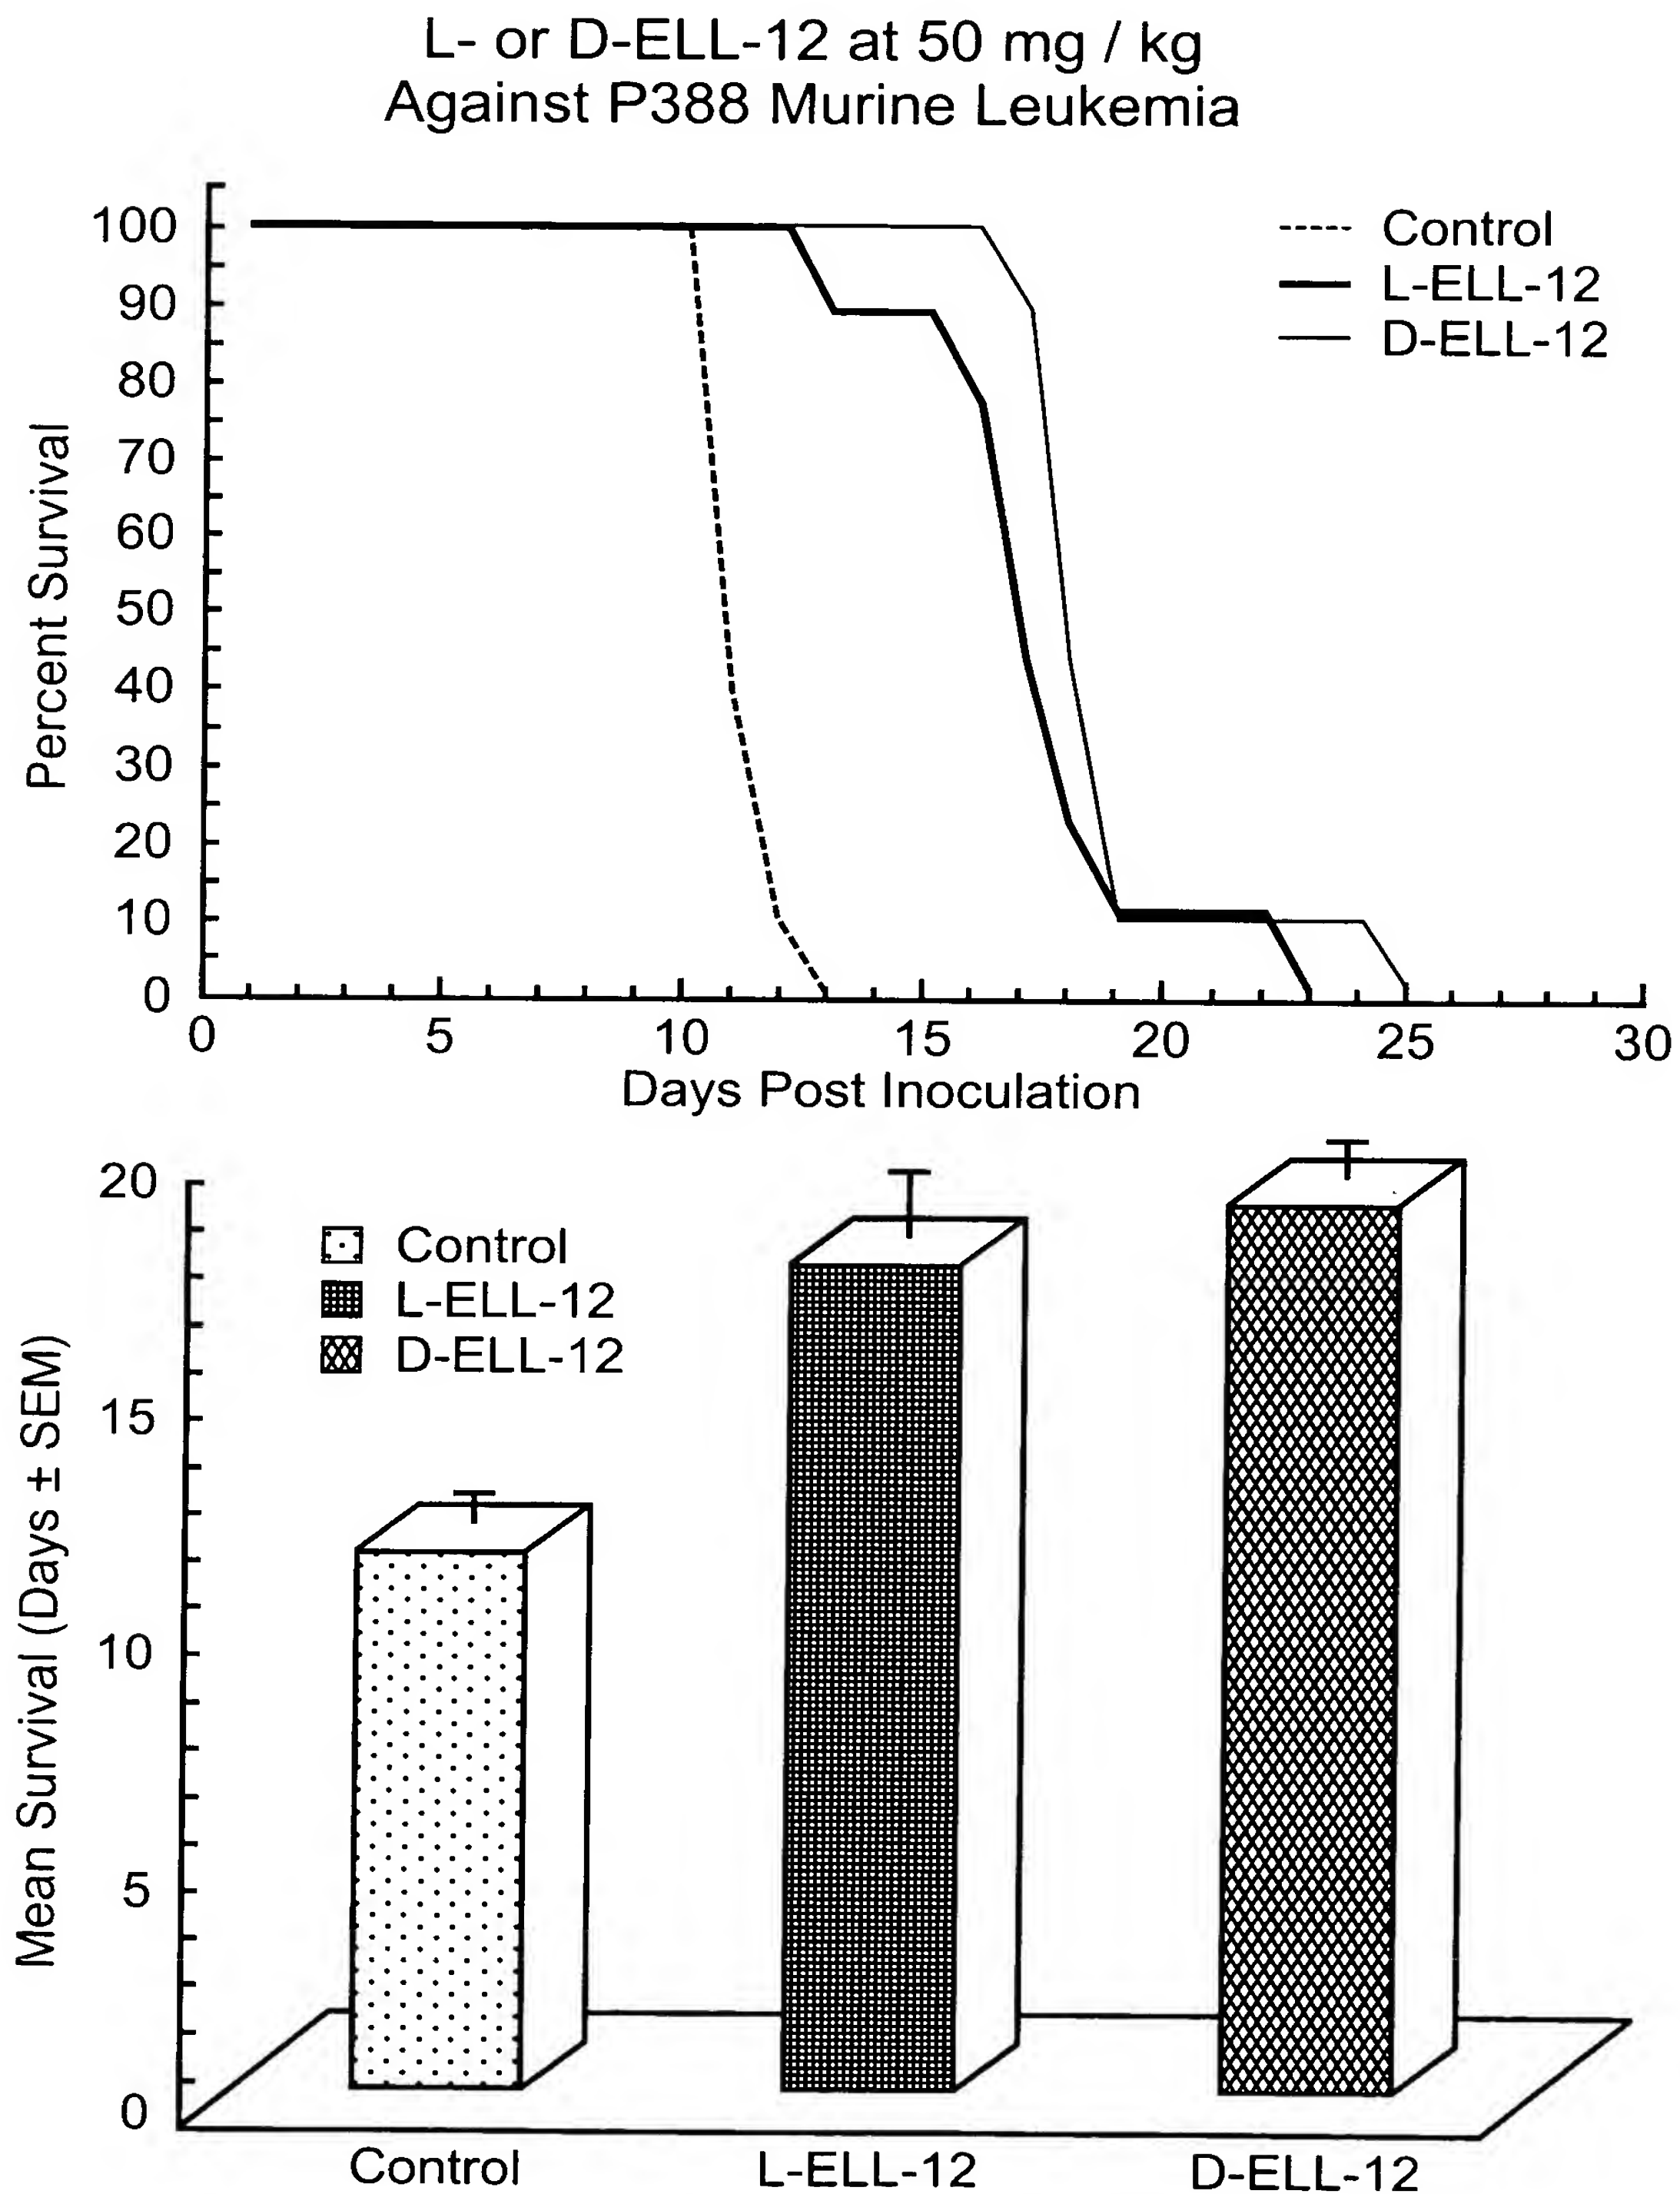 L- or D-ELL-12 at 50 mg / kg
Against P388 Murine Leukemia
Percent Survival
100
90
80
70
60
50
40
30
20
10
0
Control
L-ELL-12
D-ELL-12
0 5 10 15 20 25 30
Days Post Inoculation
Mean Survival (Days ± SEM)
20
15
10
5
0
Control
L-ELL-12
D-ELL-12
Control L-ELL-12 D-ELL-12